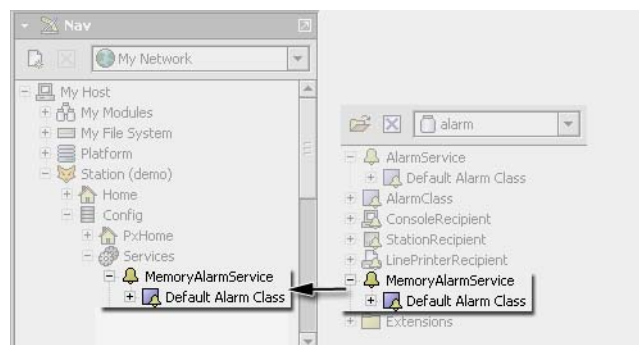 Nav
My Network
My Host
My Modules
My File System
Platform
Station (demo)
Home
Config
PxHome
Services
MemoryAlarmService
Default Alarm Class
alarm
AlarmService
Default Alarm Class
AlarmClass
ConsoleRecipient
StationRecipient
LinePrinterRecipient
MemoryAlarmService
Default Alarm Class
Extensions